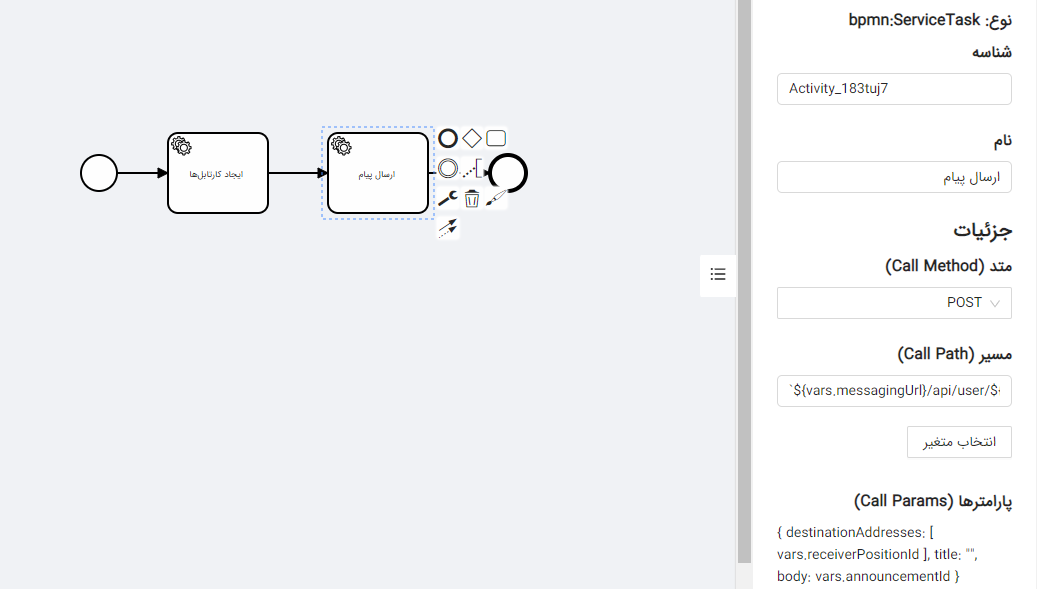 ایجاد کارتابل‌ها
ارسال پیام
نوع: bpmn:ServiceTask
شناسه
Activity_183tuj7
نام
ارسال پیام
جزئیات
متد (Call Method)
POST
مسیر (Call Path)
`${vars.messagingUrl}/api/user/$
انتخاب متغیر
پارامترها (Call Params)
{ destinationAddresses: [
vars.receiverPositionId ], title: "",
body: vars.announcementId }